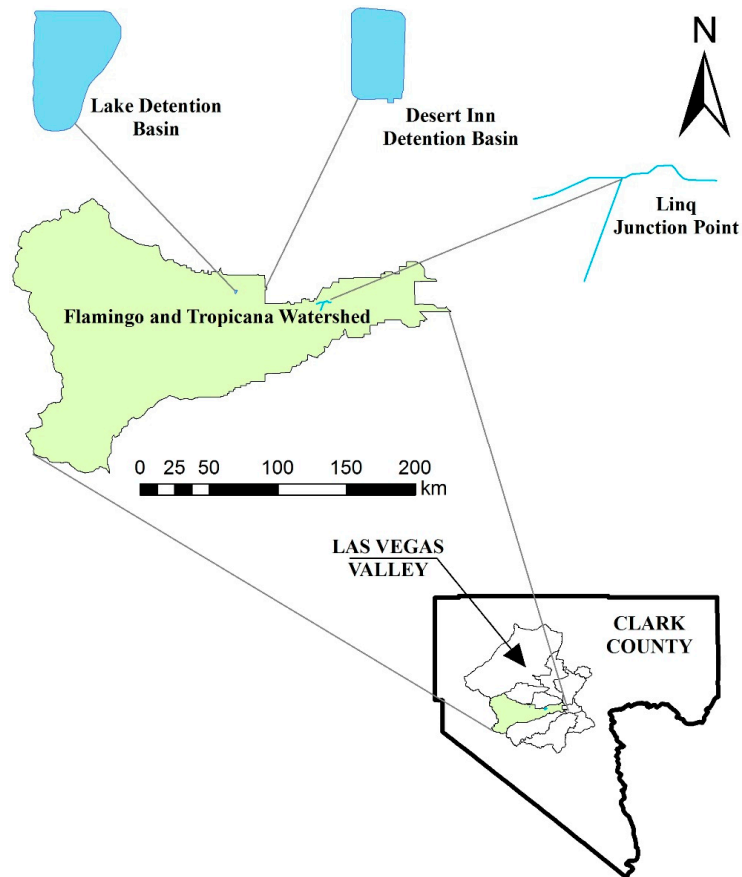 N
Lake Detention
Basin
Desert Inn
Detention Basin
Linq
Junction Point
Flamingo and Tropicana Watershed
0 25 50 100 150 200
km
LAS VEGAS
VALLEY
CLARK
COUNTY